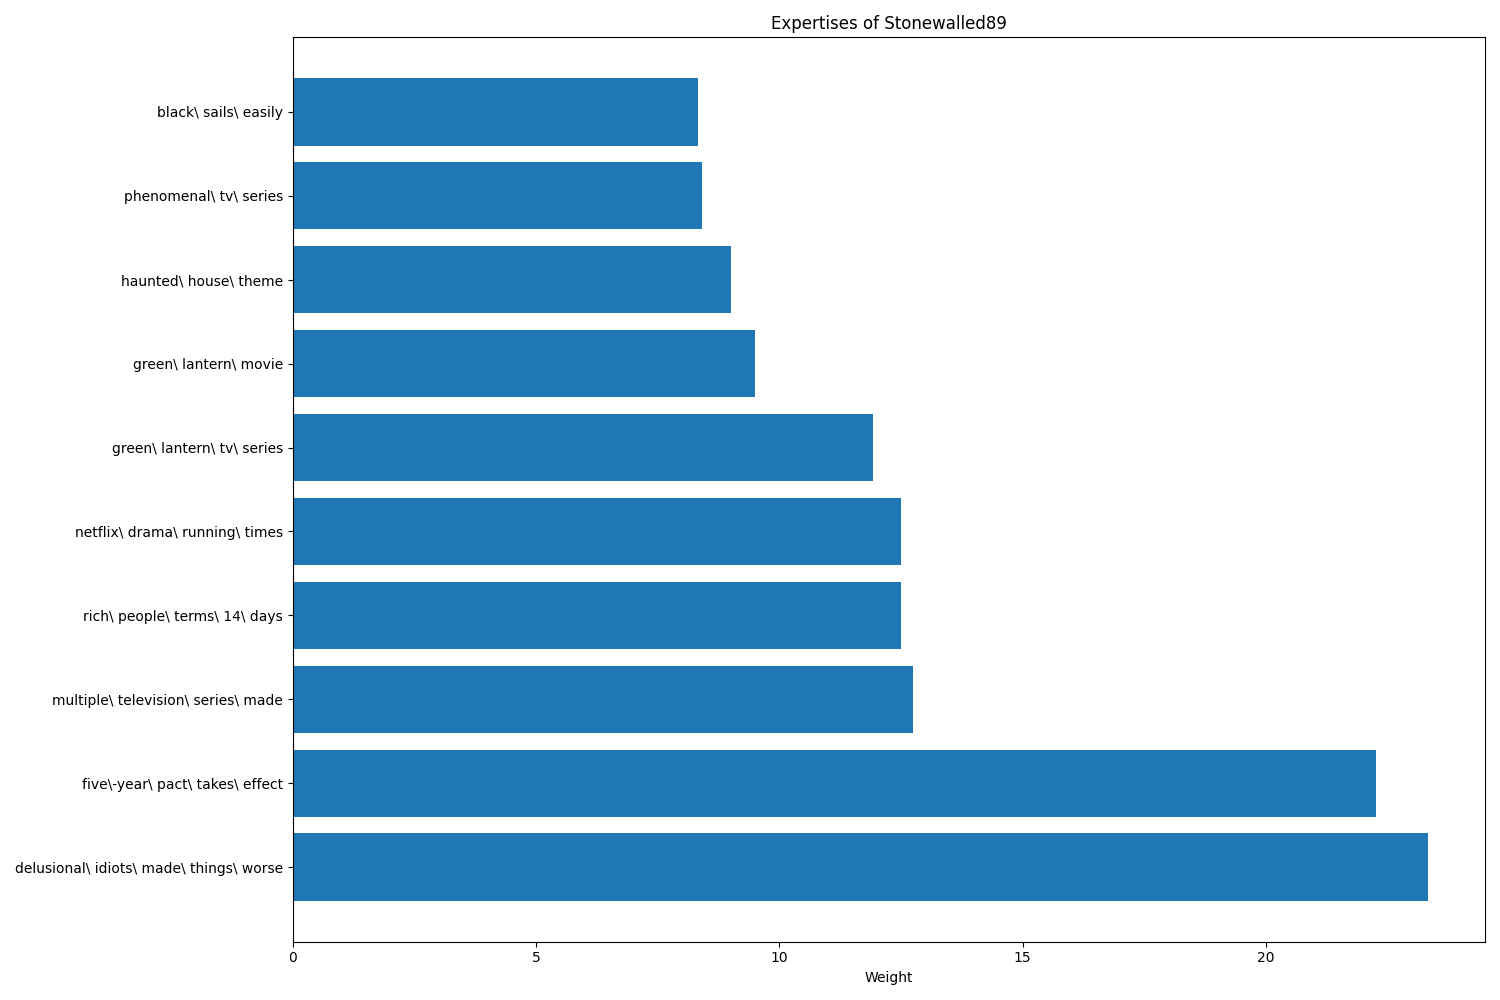 Expertises of Stonewalled89
black\ sails\ easily
phenomenal\ tv\ series
haunted\ house\ theme
green\ lantern\ movie
green\ lantern\ tv\ series
netflix\ drama\ running\ times
rich\ people\ terms\ 14\ days
multiple\ television\ series\ made
five\-year\ pact\ takes\ effect
delusional\ idiots\ made\ things\ worse
0 5 10 15 20
Weight